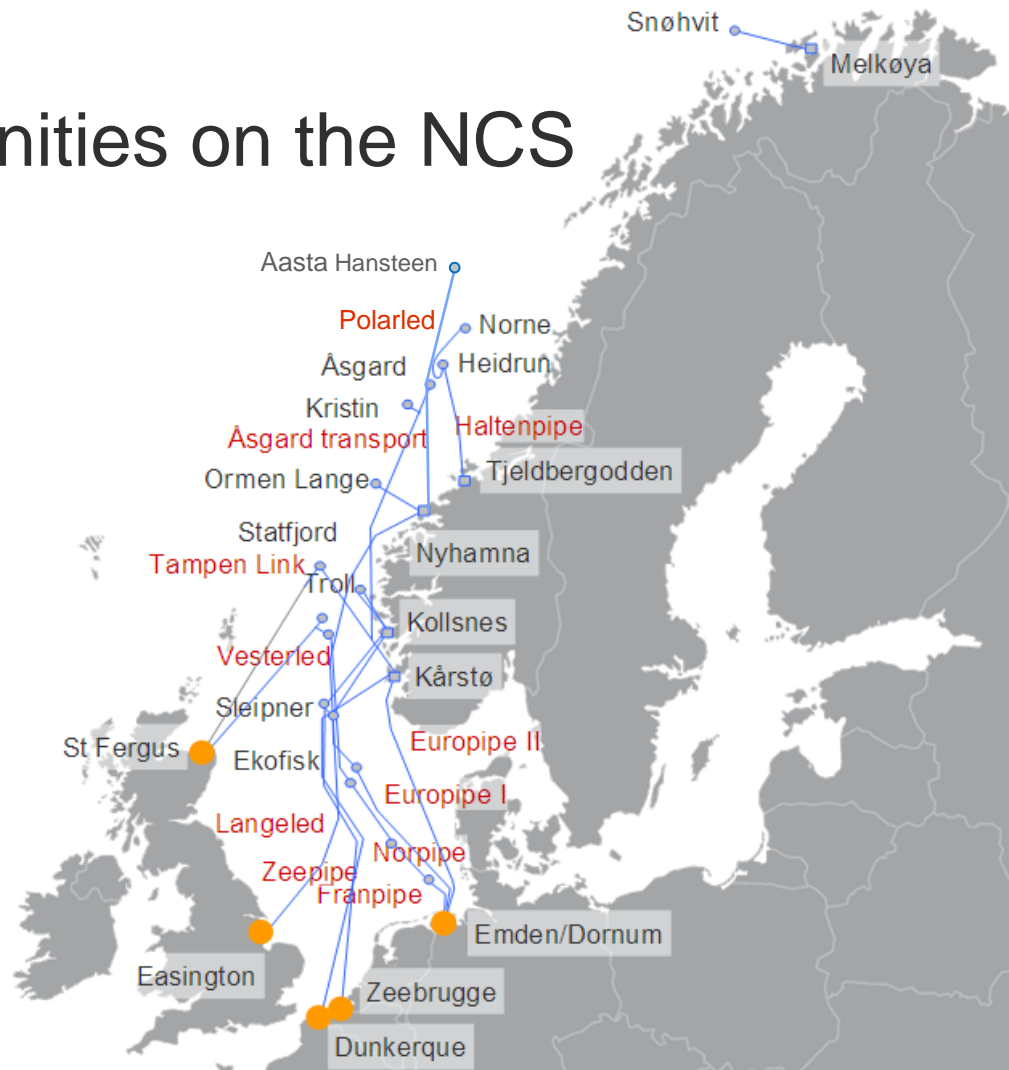 Snøhvit
Melkøya
nities on the NCS
Aasta Hansteen
Polarled
Norne
Åsgard
Heidrun
Kristin
Åsgard transport
Haltenpipe
Ormen Lange
Tjeldbergodden
Statfjord
Nyhamna
Tampen Link
Troll
Kollsnes
Vesterled
Kårstø
Sleipner
St Fergus
Ekofisk
Europipe II
Europipe I
Langeled
Norpipe
Zeepipe
Franpipe
Emden/Dornum
Easington
Zeebrugge
Dunkerque